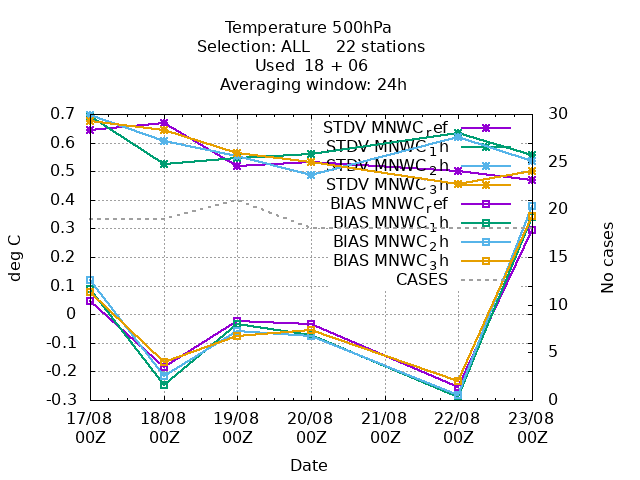 Temperature 500hPa
Selection: ALL 22 stations
Used 18 + 06
Averaging window: 24h
0.7
0.6
0.5
0.4
0.3
0.2
0.1
0
-0.1
-0.2
-0.3
deg C
30
25
20
15
10
5
0
No cases
STDV MNWC_ref
STDV MNWC_1h
STDV MNWC_2h
STDV MNWC_3h
BIAS MNWC_ref
BIAS MNWC_1h
BIAS MNWC_2h
BIAS MNWC_3h
CASES
17/08 18/08 19/08 20/08 21/08 22/08 23/08
00Z 00Z 00Z 00Z 00Z 00Z 00Z
Date